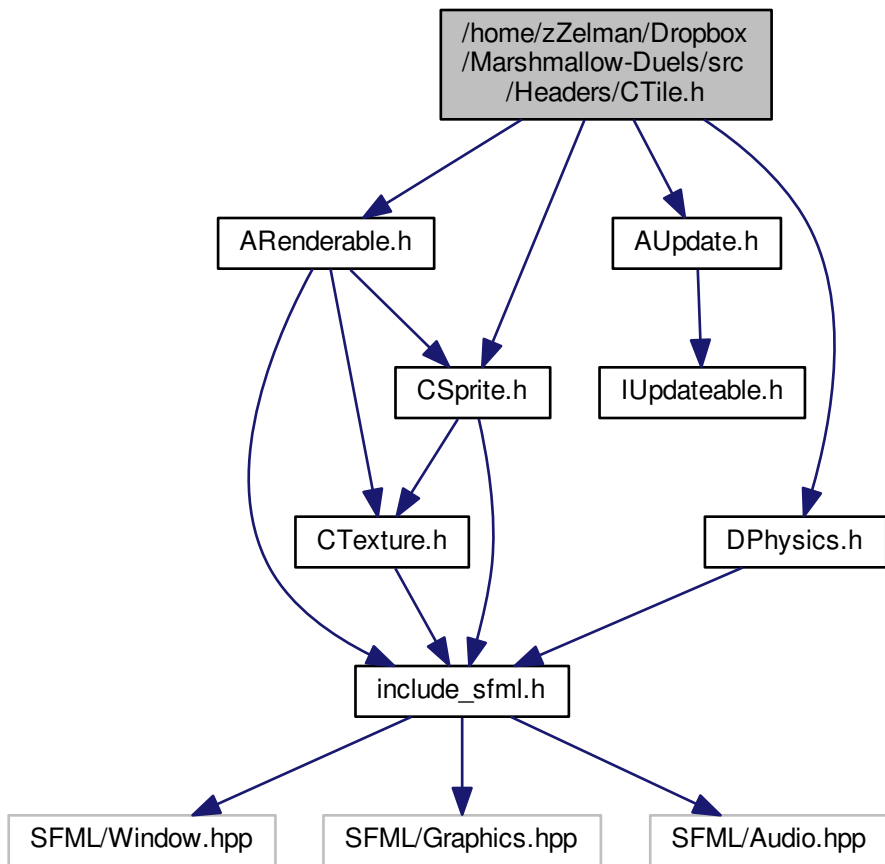 /home/zZelman/Dropbox
/Marshmallow-Duels/src
/Headers/CTile.h
ARenderable.h
AUpdate.h
CSprite.h
IUpdateable.h
CTexture.h
DPhysics.h
include_sfml.h
SFML/Window.hpp
SFML/Graphics.hpp
SFML/Audio.hpp